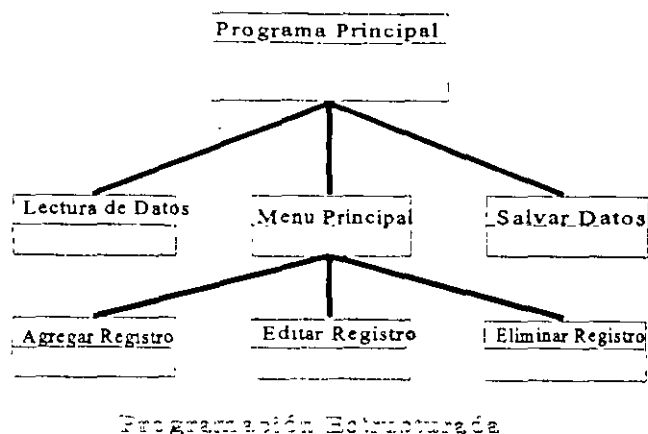 Programa Principal
Lectura de Datos
Menu Principal
Salvar Datos
Agregar Registro
Editar Registro
Eliminar Registro
Programación Estructurada